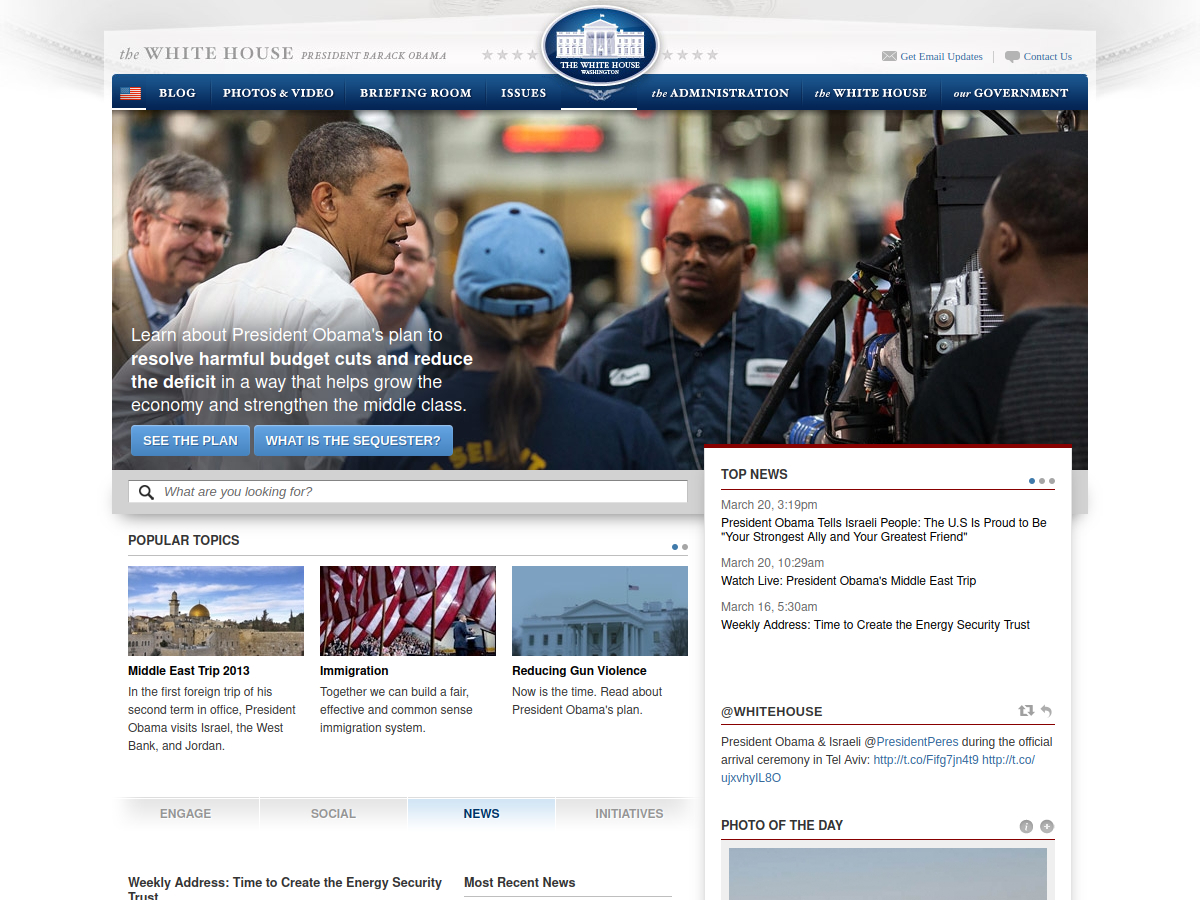 the WHITE HOUSE PRESIDENT BARACK OBAMA
THE WHITE HOUSE
WASHINGTON
Get Email Updates
Contact Us
BLOG
PHOTOS & VIDEO
BRIEFING ROOM
ISSUES
the ADMINISTRATION
the WHITE HOUSE
our GOVERNMENT
Learn about President Obama's plan to
resolve harmful budget cuts and reduce
the deficit in a way that helps grow the
economy and strengthen the middle class.
SEE THE PLAN
WHAT IS THE SEQUESTER?
What are you looking for?
POPULAR TOPICS
Middle East Trip 2013
In the first foreign trip of his
second term in office, President
Obama visits Israel, the West
Bank, and Jordan.
Immigration
Together we can build a fair,
effective and common sense
immigration system.
Reducing Gun Violence
Now is the time. Read about
President Obama's plan.
TOP NEWS
March 20, 3:19pm
President Obama Tells Israeli People: The U.S Is Proud to Be
"Your Strongest Ally and Your Greatest Friend"
March 20, 10:29am
Watch Live: President Obama's Middle East Trip
March 16, 5:30am
Weekly Address: Time to Create the Energy Security Trust
@WHITEHOUSE
President Obama & Israeli @PresidentPeres during the official
arrival ceremony in Tel Aviv: http://t.co/Fifg7jn4t9 http://t.co/
ujxvhyIL8O
PHOTO OF THE DAY
ENGAGE
SOCIAL
NEWS
INITIATIVES
Weekly Address: Time to Create the Energy Security
Trust
Most Recent News